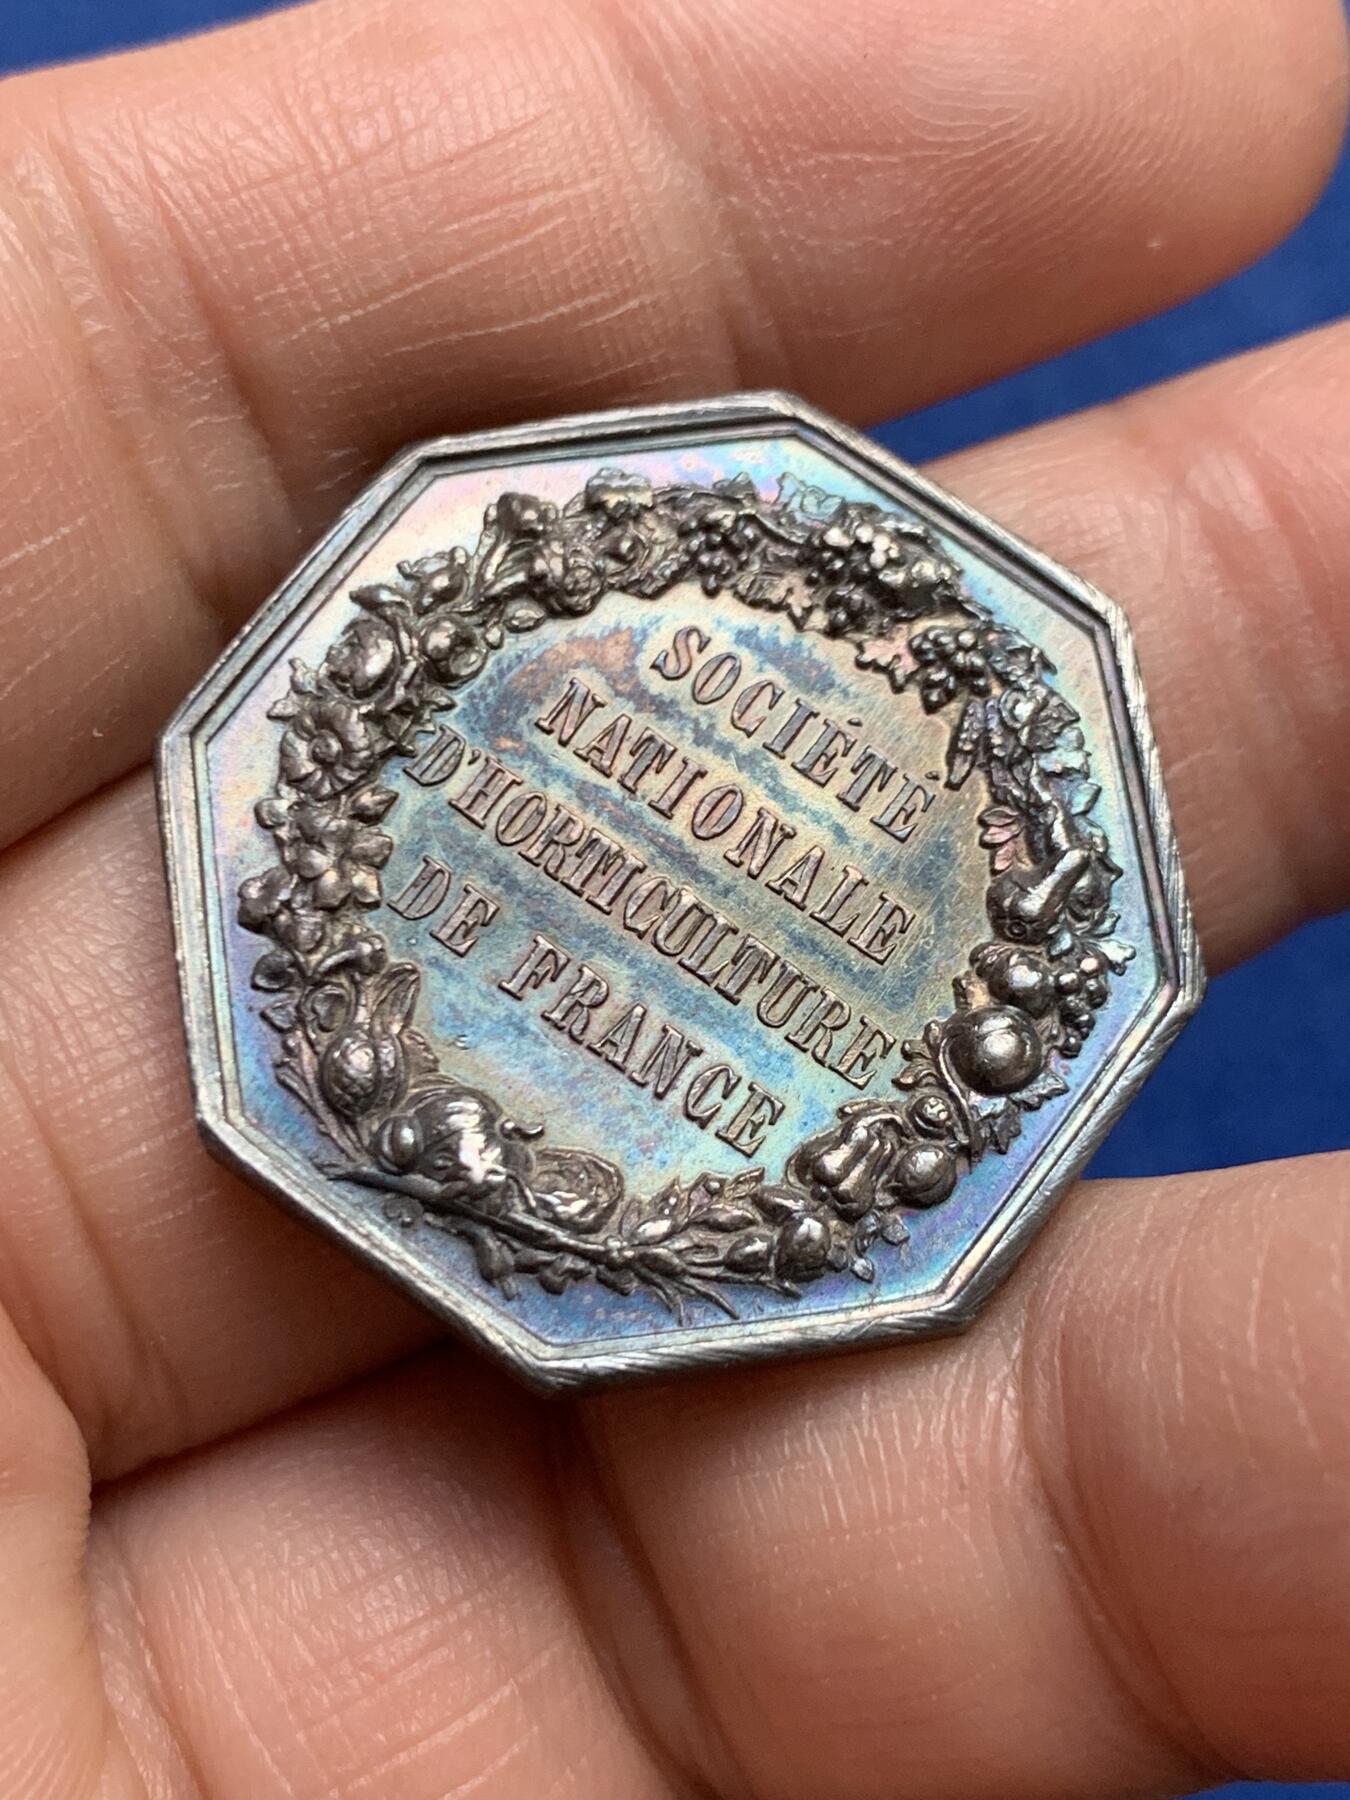 SOCIÉTÉ
NATIONALE
D'HORTICULTURE
DE FRANCE